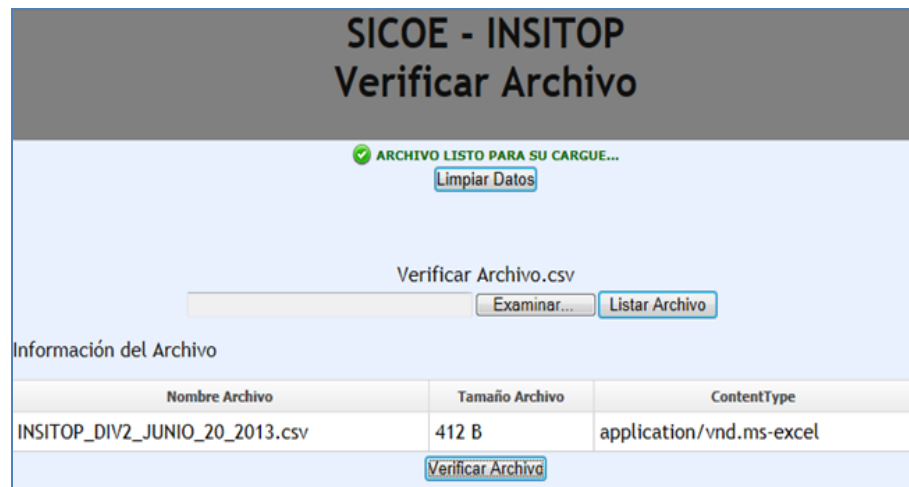 SICOE - INSITOP
Verificar Archivo
ARCHIVO LISTO PARA SU CARGUE...
Limpiar Datos
Verificar Archivo.csv
Examinar... Listar Archivo
Información del Archivo
Nombre Archivo Tamaño Archivo ContentType
INSITOP_DIV2_JUNIO_20_2013.csv 412 B application/vnd.ms-excel
Verificar Archivo